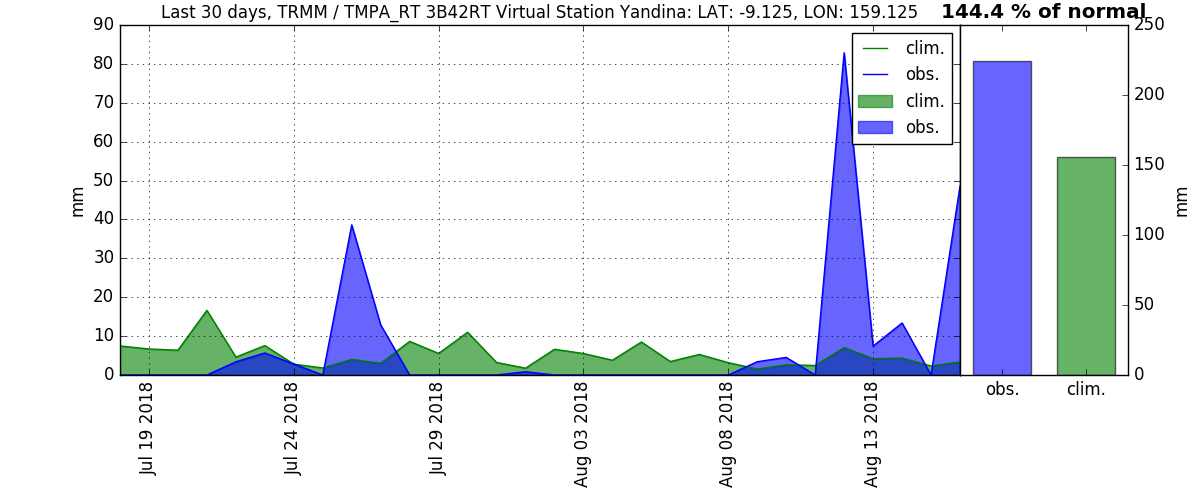 Last 30 days, TRMM / TMPA_RT 3B42RT Virtual Station Yandina: LAT: -9.125, LON: 159.125
144.4 % of normal
90
80
70
60
50
40
30
20
10
0
mm
Jul 19 2018
Jul 24 2018
Jul 29 2018
Aug 03 2018
Aug 08 2018
Aug 13 2018
clim.
obs.
clim.
obs.
250
200
150
100
50
0
mm
obs.
clim.